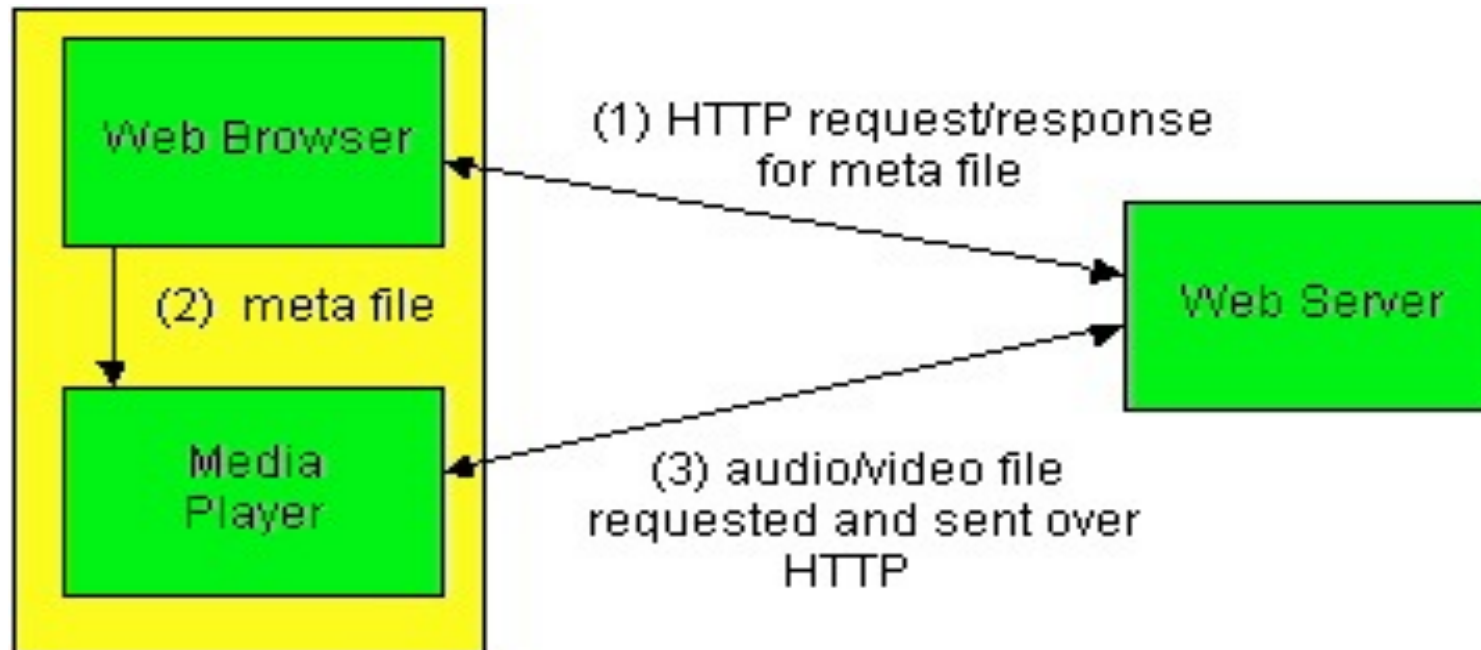 Web Browser
(1) HTTP request/response
for meta file
Web Server
(2) meta file
Media
Player
(3) audio/video file
requested and sent over
HTTP